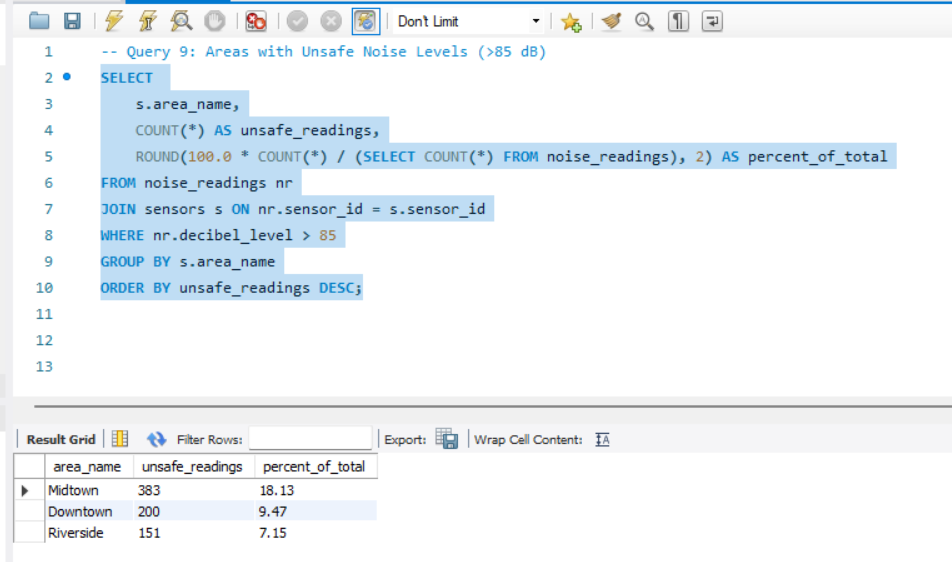 Don't Limit
1 -- Query 9: Areas with Unsafe Noise Levels (>85 dB)
2 SELECT
3 s.area_name,
4 COUNT(*) AS unsafe_readings,
5 ROUND(100.0 * COUNT(*) / (SELECT COUNT(*) FROM noise_readings), 2) AS percent_of_total
6 FROM noise_readings nr
7 JOIN sensors s ON nr.sensor_id = s.sensor_id
8 WHERE nr.decibel_level > 85
9 GROUP BY s.area_name
10 ORDER BY unsafe_readings DESC;
11
12
13
Result Grid Filter Rows: Export: Wrap Cell Content:
area_name unsafe_readings percent_of_total
Midtown 383 18.13
Downtown 200 9.47
Riverside 151 7.15